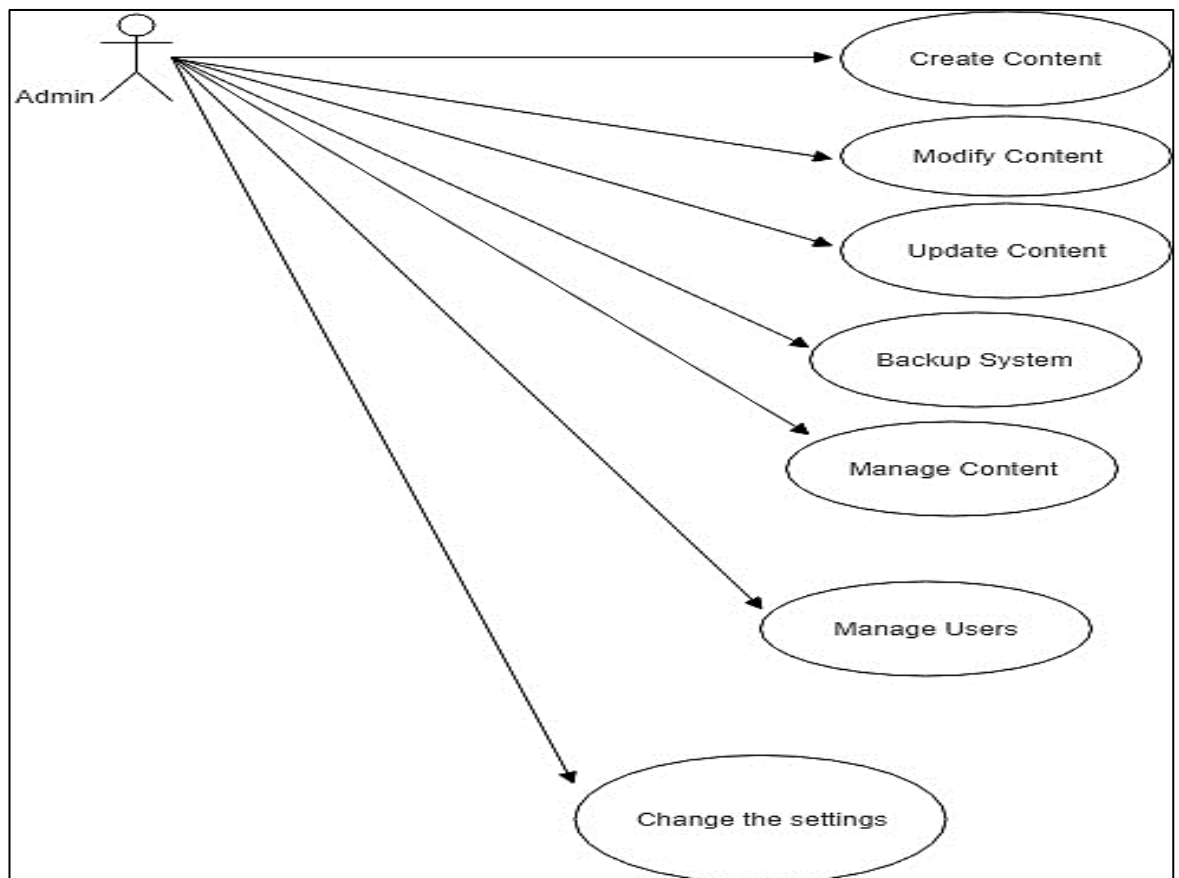 Admin
Create Content
Modify Content
Update Content
Backup System
Manage Content
Manage Users
Change the settings